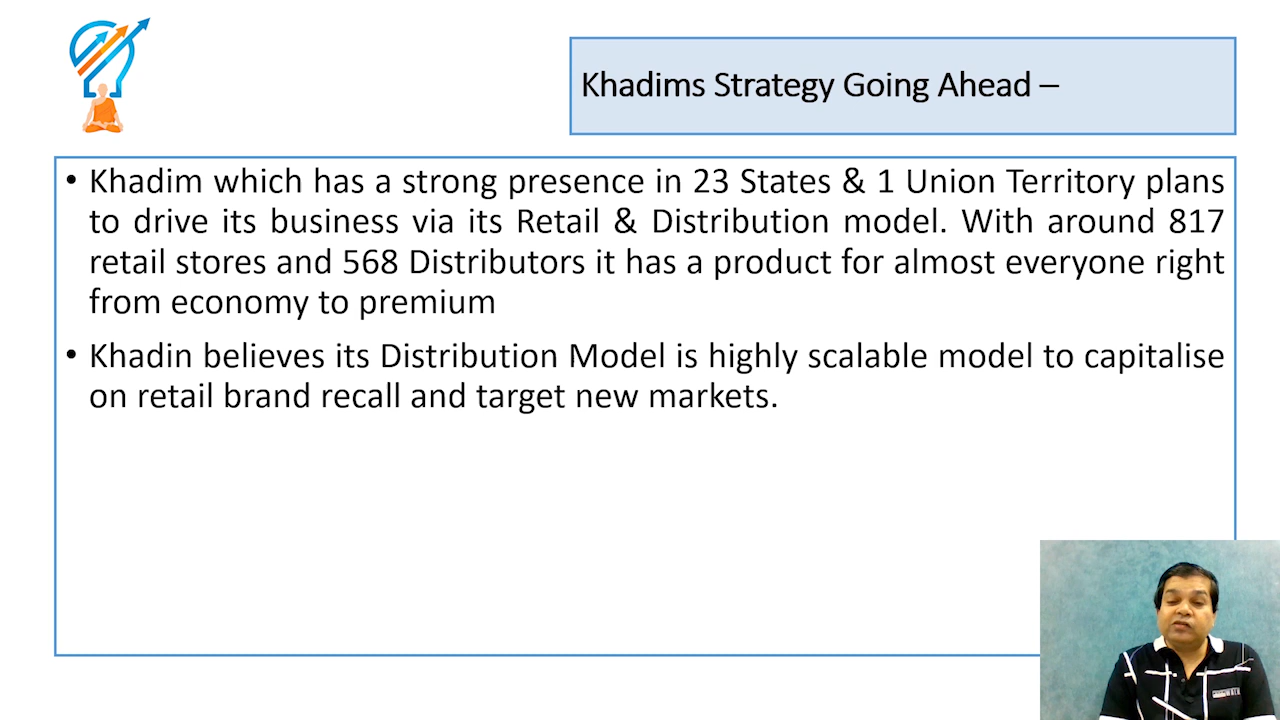 Khadims Strategy Going Ahead –
• Khadim which has a strong presence in 23 States & 1 Union Territory plans
to drive its business via its Retail & Distribution model. With around 817
retail stores and 568 Distributors it has a product for almost everyone right
from economy to premium
• Khadin believes its Distribution Model is highly scalable model to capitalise
on retail brand recall and target new markets.